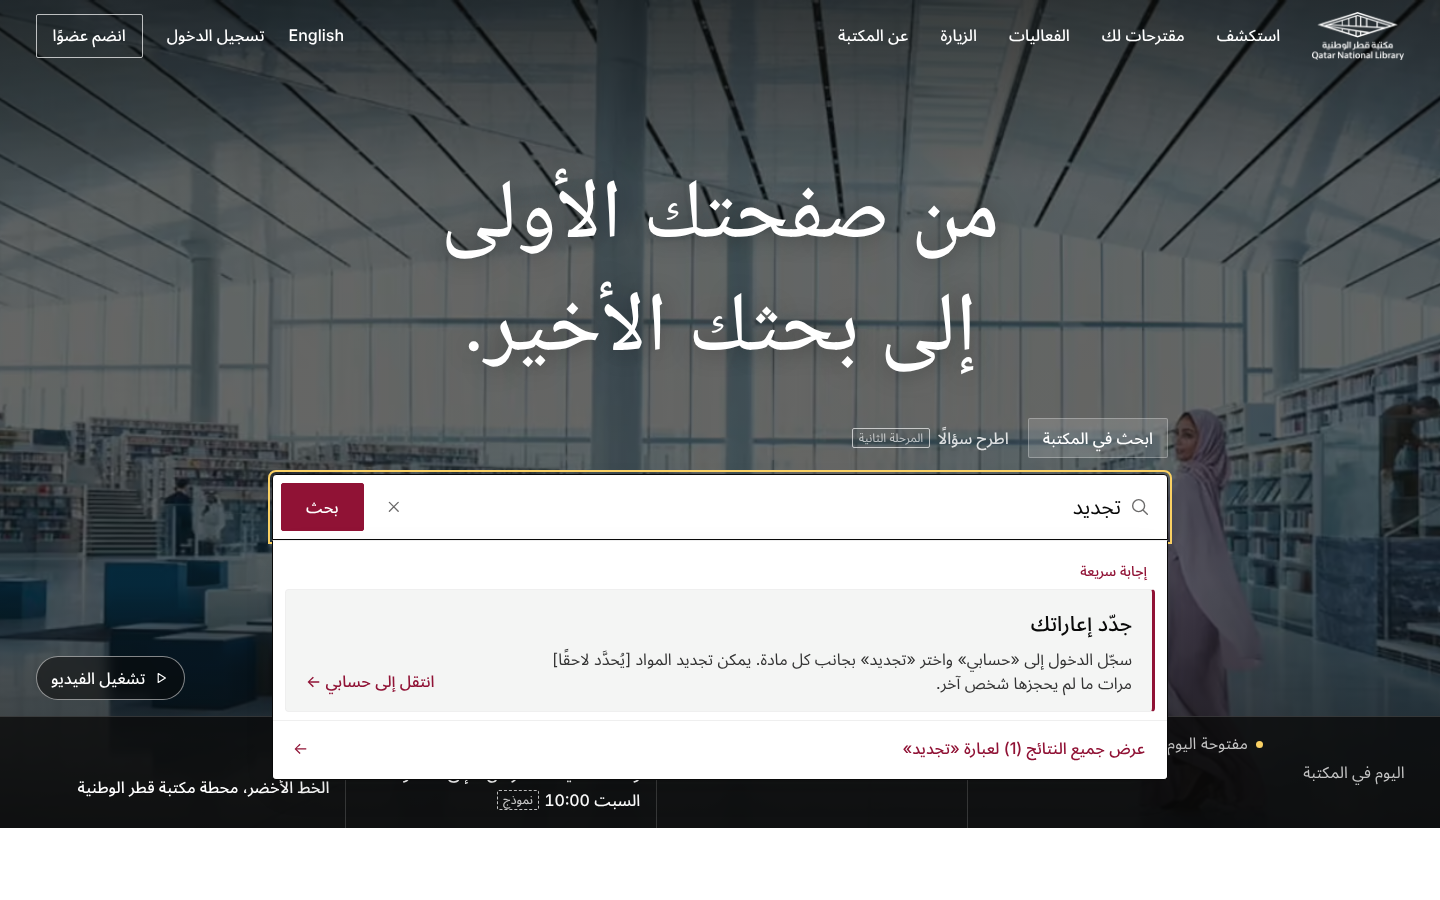 مكتبة قطر الوطنية
Qatar National Library
استكشف
مقترحات لك
الفعاليات
الزيارة
عن المكتبة
English
تسجيل الدخول
انضم عضوًا
من صفحتك الأولى
إلى بحثك الأخير.
ابحث في المكتبة
اطرح سؤالًا
المرحلة الثانية
تجديد
بحث
إجابة سريعة
جدّد إعاراتك
سجّل الدخول إلى «حسابي» واختر «تجديد» بجانب كل مادة. يمكن تجديد المواد [يُحدَّد لاحقًا]
مرات ما لم يحجزها شخص آخر.
انتقل إلى حسابي ←
عرض جميع النتائج (1) لعبارة «تجديد»
←
تشغيل الفيديو
اليوم في المكتبة
مفتوحة اليوم
السبت 10:00
نموذج
الخط الأخضر، محطة مكتبة قطر الوطنية